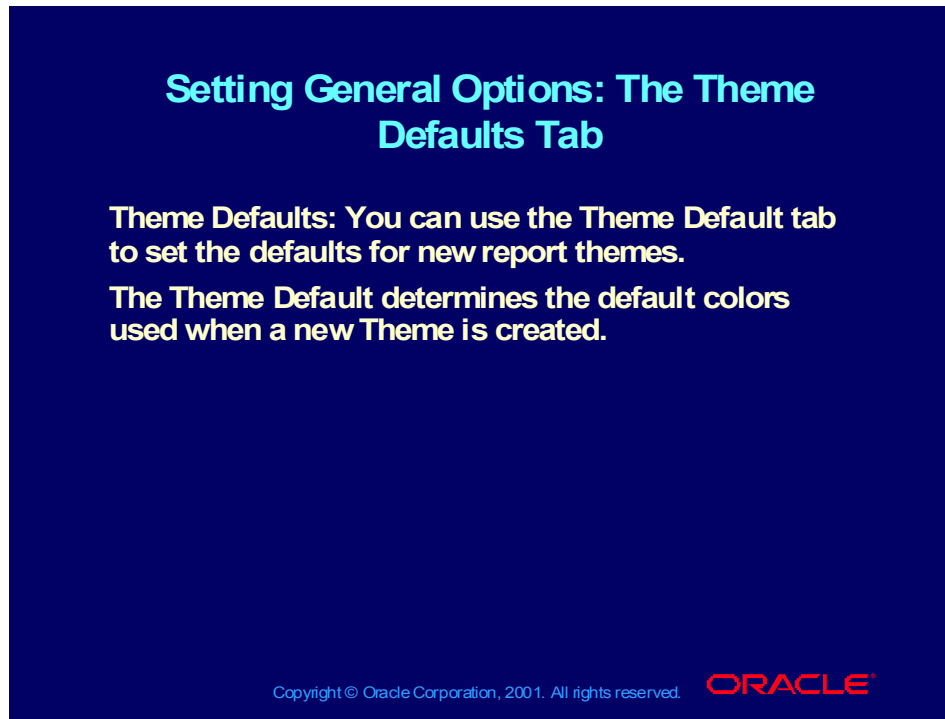 Setting General Options: The Theme
Defaults Tab
Theme Defaults: You can use the Theme Default tab
to set the defaults for new report themes.
The Theme Default determines the default colors
used when a new Theme is created.
Copyright © Oracle Corporation, 2001. All rights reserved.
ORACLE®